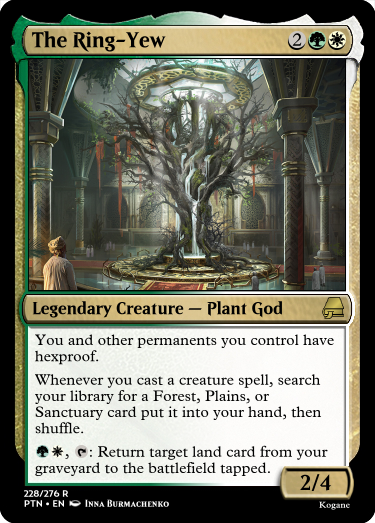 The Ring-Yew 2
Legendary Creature — Plant God
You and other permanents you control have
hexproof.
Whenever you cast a creature spell, search
your library for a Forest, Plains, or
Sanctuary card put it into your hand, then
shuffle.
, : Return target land card from your
graveyard to the battlefield tapped.
2/4
228/276 R
PTN • EN Inna Burmachenko
Kogane